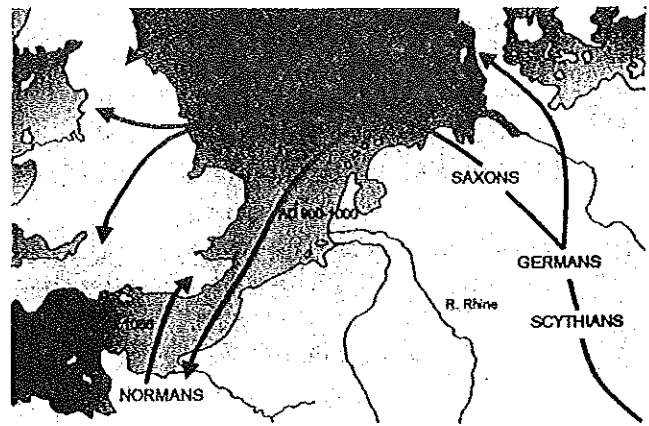 SAXONS
AD 900-1000
GERMANS
R. Rhine
SCYTHIANS
NORMANS